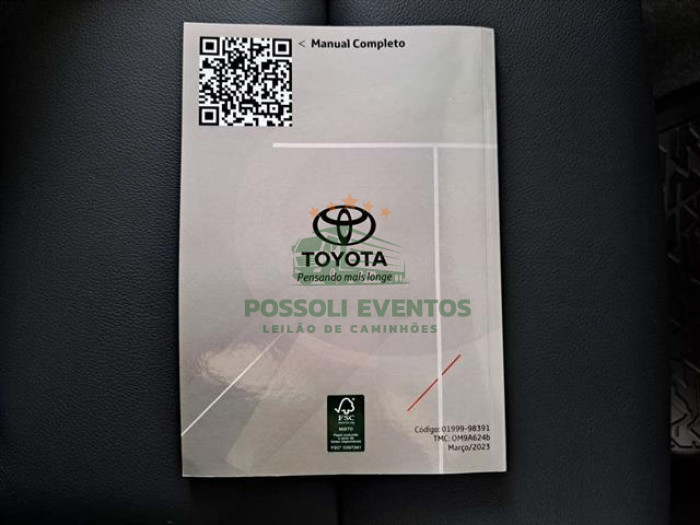 < Manual Completo
TOYOTA
Pensando mais longe
POSSOLI EVENTOS
LEILÃO DE CAMINHÕES
FSC
MISTO
Código: 01999-98391
TMC: OM9A624b
Março/2023